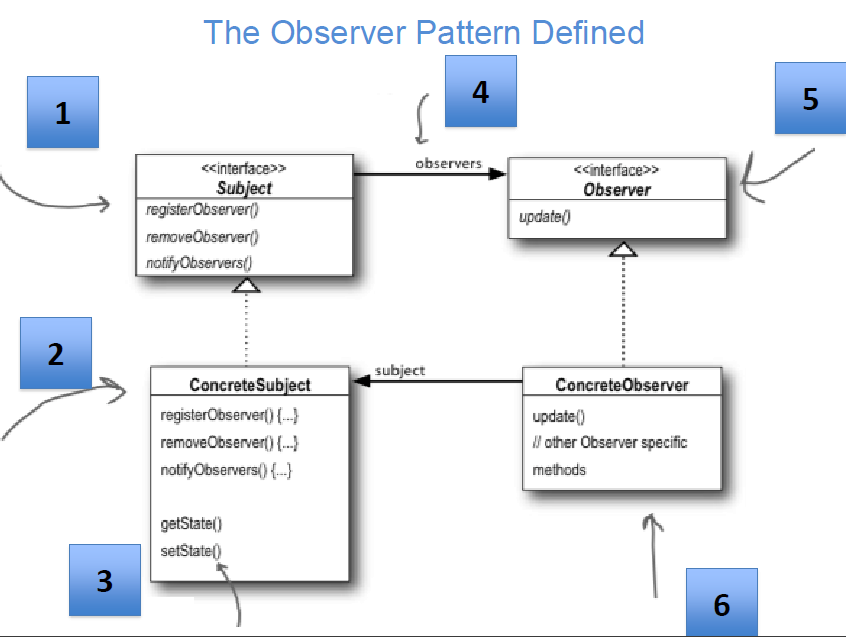 The Observer Pattern Defined
1
4
5
observers
<<interface>>
Subject
registerObserver()
removeObserver()
notifyObservers()
<<interface>>
Observer
update()
2
subject
ConcreteSubject
registerObserver() {...}
removeObserver() {...}
notifyObservers() {...}
getState()
setState()
ConcreteObserver
update()
// other Observer specific
methods
3
6